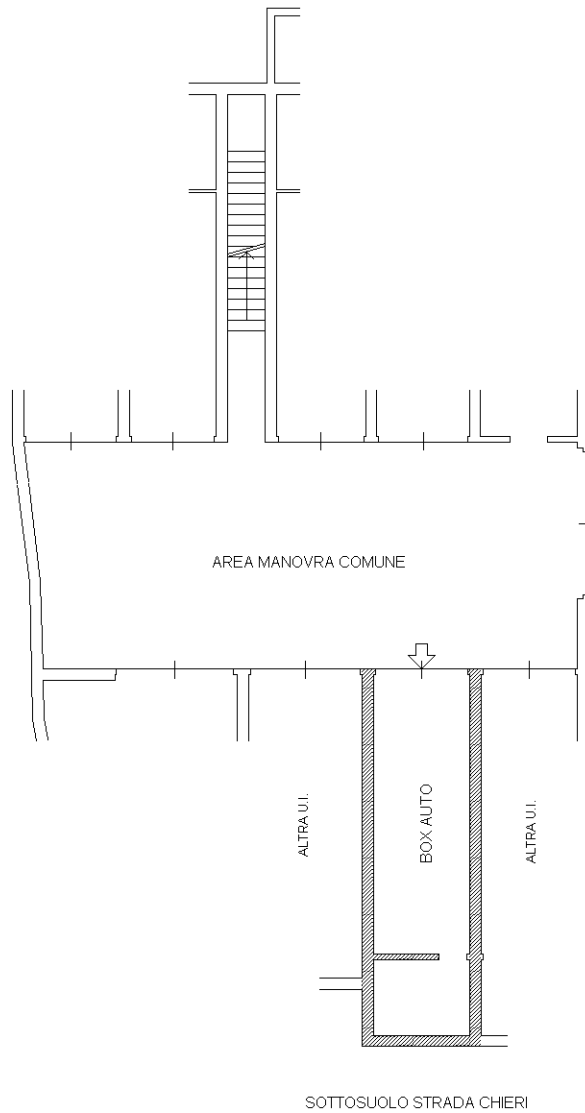 AREA MANOVRA COMUNE
ALTRA U.I.
BOX AUTO
ALTRA U.I.
SOTTOSUOLO STRADA CHIERI